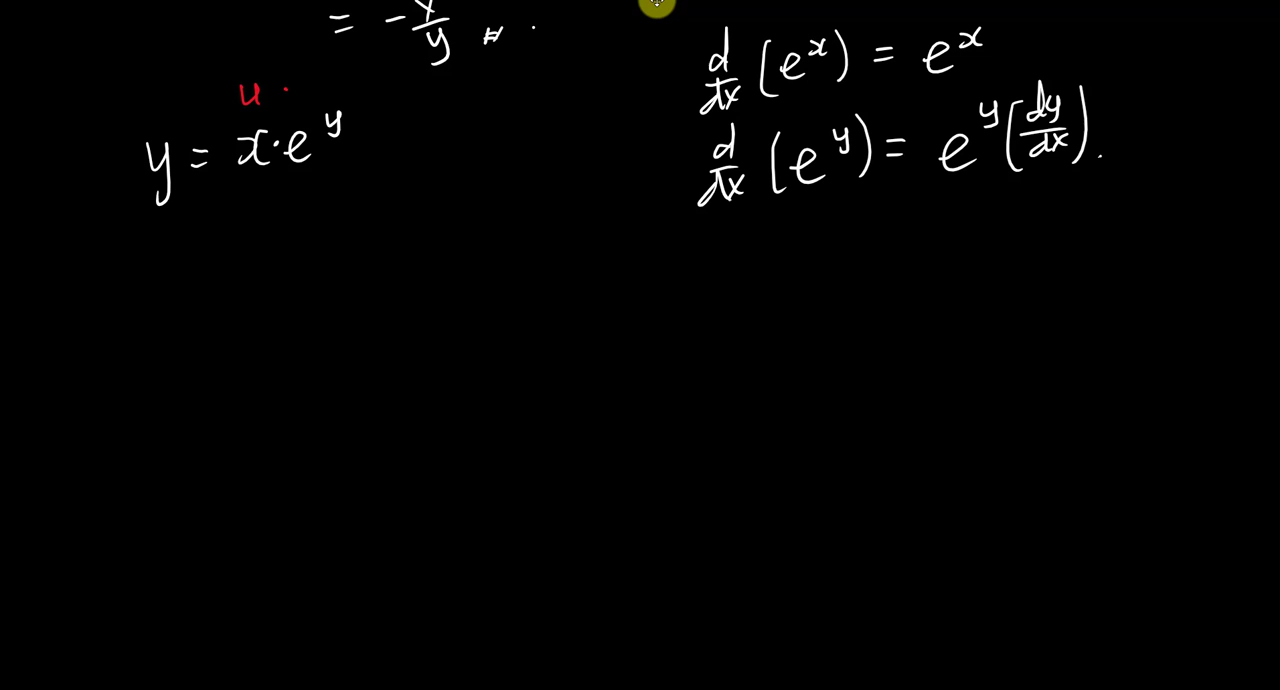 = -x/y #.
d/dx (e^x) = e^x
u ·
y = x·e^y
d/dx (e^y) = e^y (dy/dx).